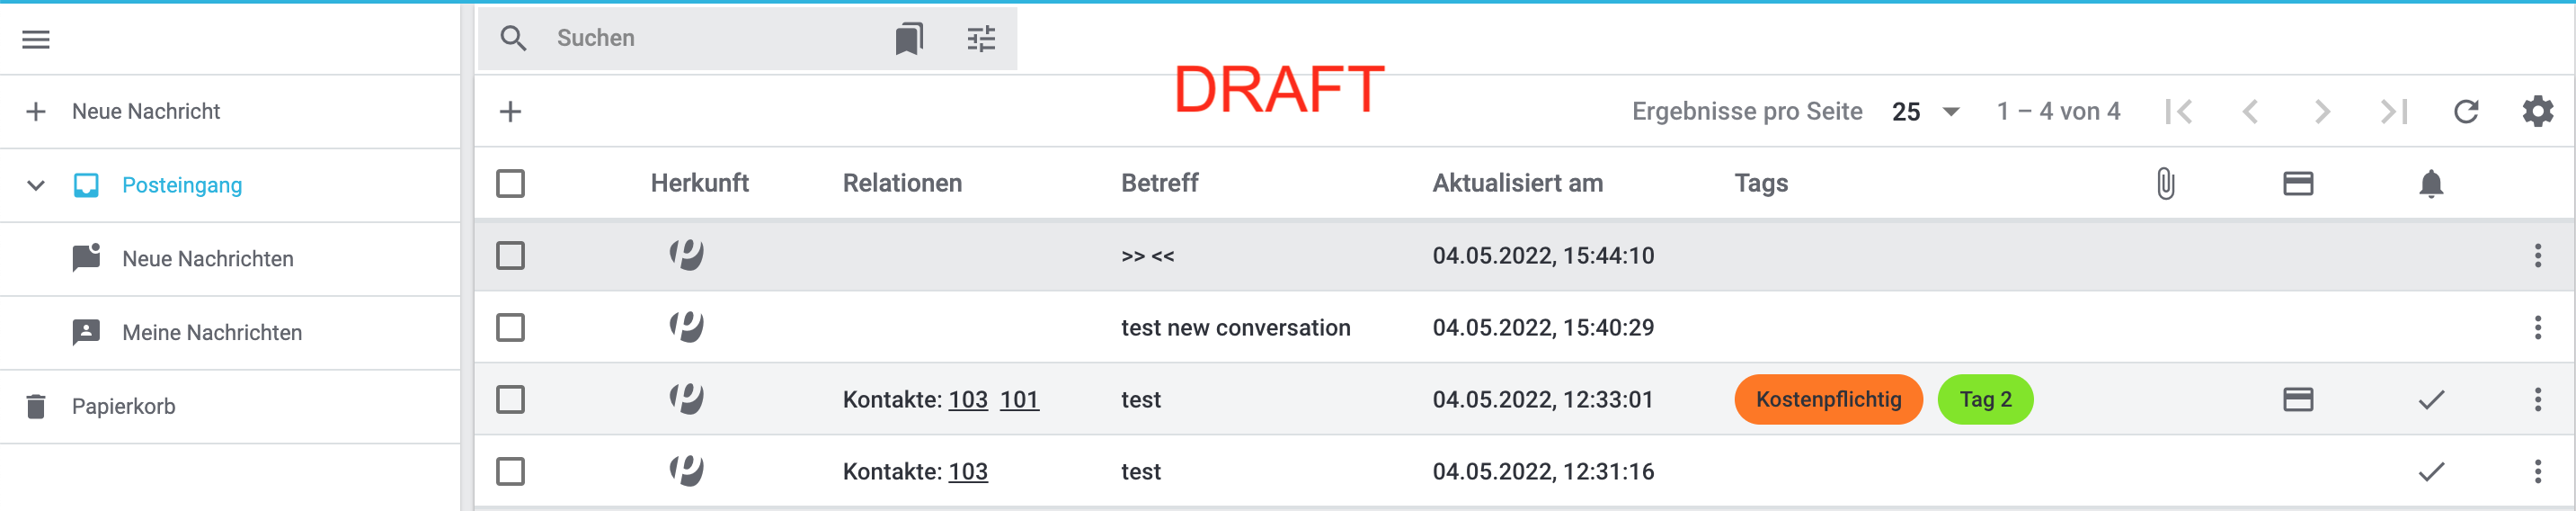 Suchen
DRAFT
Neue Nachricht
Ergebnisse pro Seite 25 1 – 4 von 4
Posteingang
Herkunft Relationen Betreff Aktualisiert am Tags
Neue Nachrichten
>> << 04.05.2022, 15:44:10
Meine Nachrichten
test new conversation 04.05.2022, 15:40:29
Papierkorb
Kontakte: 103 101 test 04.05.2022, 12:33:01 Kostenpflichtig Tag 2
Kontakte: 103 test 04.05.2022, 12:31:16